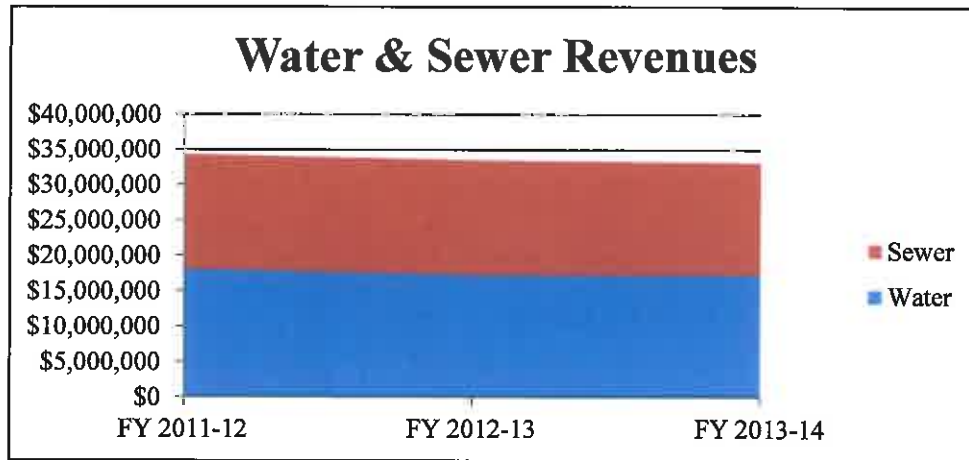 Water & Sewer Revenues
$40,000,000
$35,000,000
$30,000,000
$25,000,000
$20,000,000
$15,000,000
$10,000,000
$5,000,000
$0
FY 2011-12 FY 2012-13 FY 2013-14
Sewer
Water